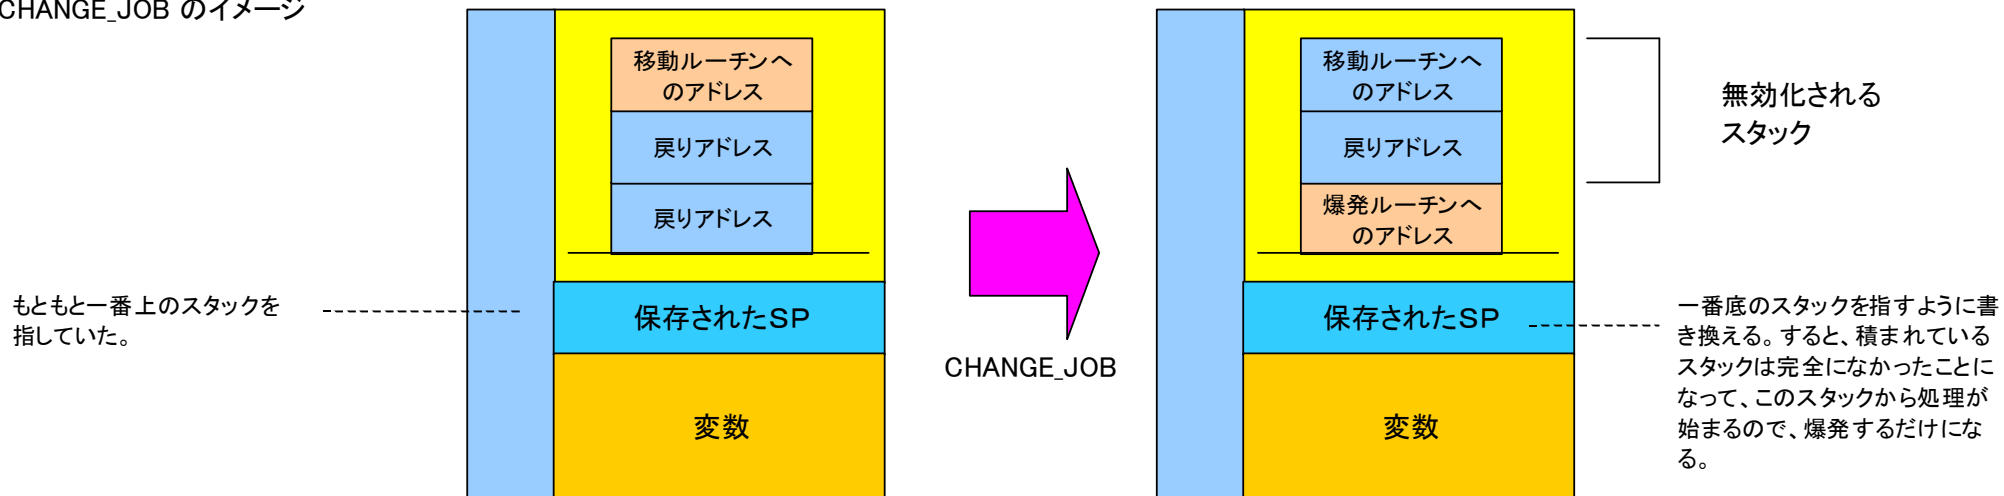 CHANGE_JOB のイメージ
移動ルーチンへ
のアドレス
戻りアドレス
戻りアドレス
もともと一番上のスタックを
指していた。
保存されたSP
変数
CHANGE_JOB
移動ルーチンへ
のアドレス
戻りアドレス
爆発ルーチンへ
のアドレス
保存されたSP
変数
無効化される
スタック
一番底のスタックを指すように書
き換える。すると、積まれている
スタックは完全になかったことに
なって、このスタックから処理が
始まるので、爆発するだけにな
る。